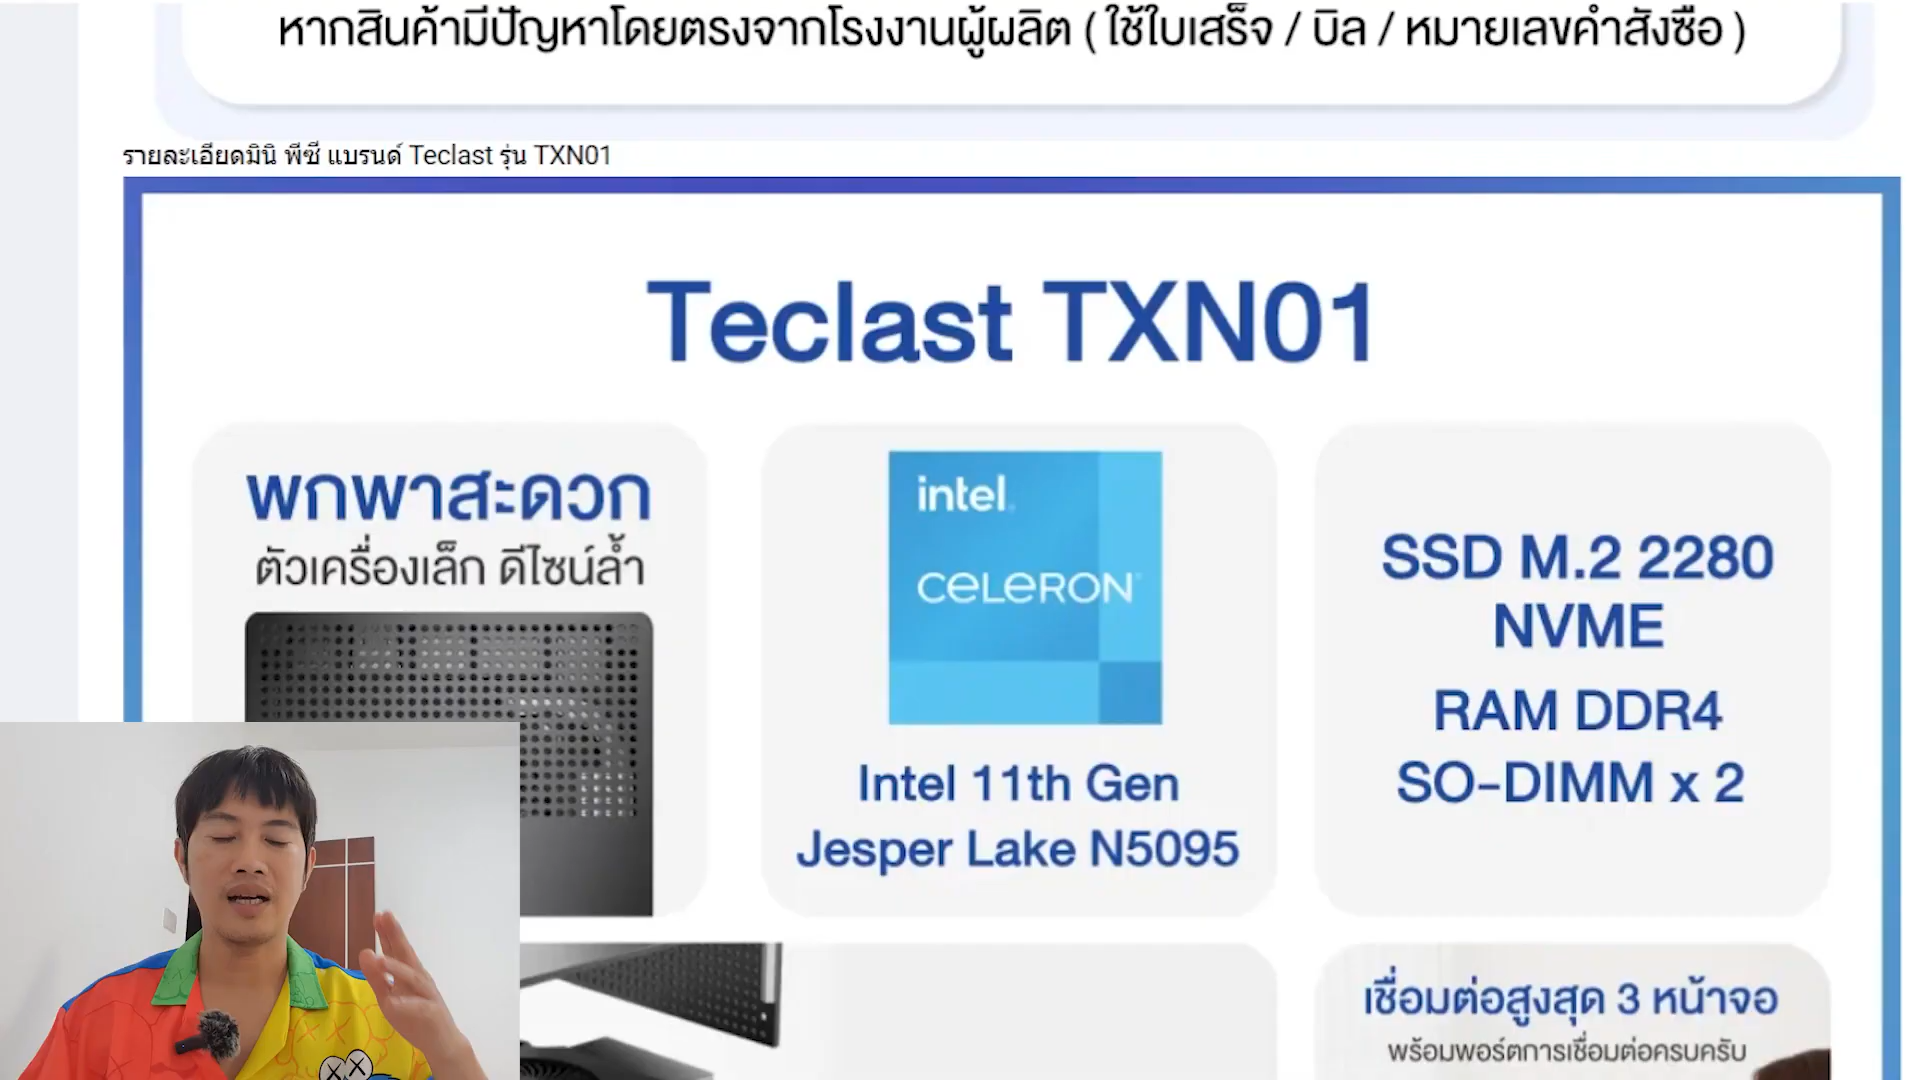 หากสินค้ามีปัญหาโดยตรงจากโรงงานผู้ผลิต ( ใช้ใบเสร็จ / บิล / หมายเลขคำสั่งซื้อ )
รายละเอียดมินิ พีซี แบรนด์ Teclast รุ่น TXN01
Teclast TXN01
พกพาสะดวก
ตัวเครื่องเล็ก ดีไซน์ล้ำ
intel
CELERON
Intel 11th Gen
Jesper Lake N5095
SSD M.2 2280
NVME
RAM DDR4
SO-DIMM x 2
เชื่อมต่อสูงสุด 3 หน้าจอ
พร้อมพอร์ตการเชื่อมต่อครบครับ